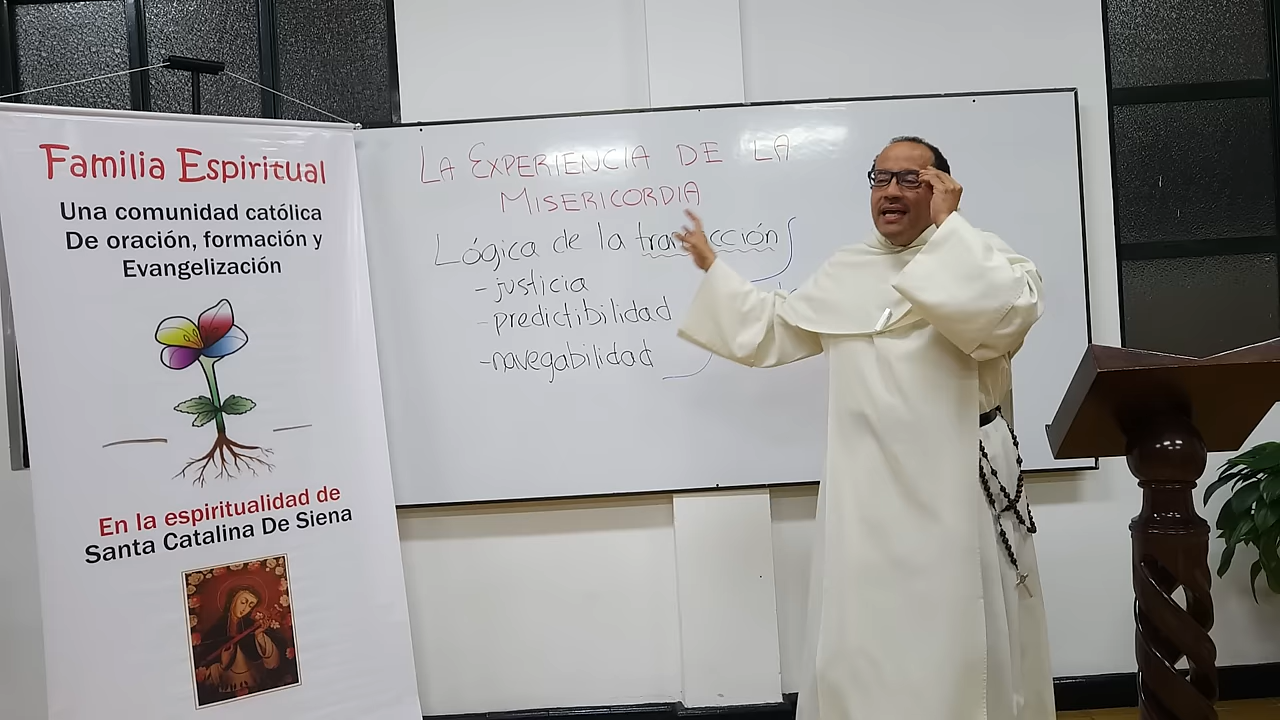 Familia Espiritual
Una comunidad católica
De oración, formación y
Evangelización
En la espiritualidad de
Santa Catalina De Siena
LA EXPERIENCIA DE LA
MISERICORDIA
Lógica de la
- justicia
- predictibilidad
- navegabilidad